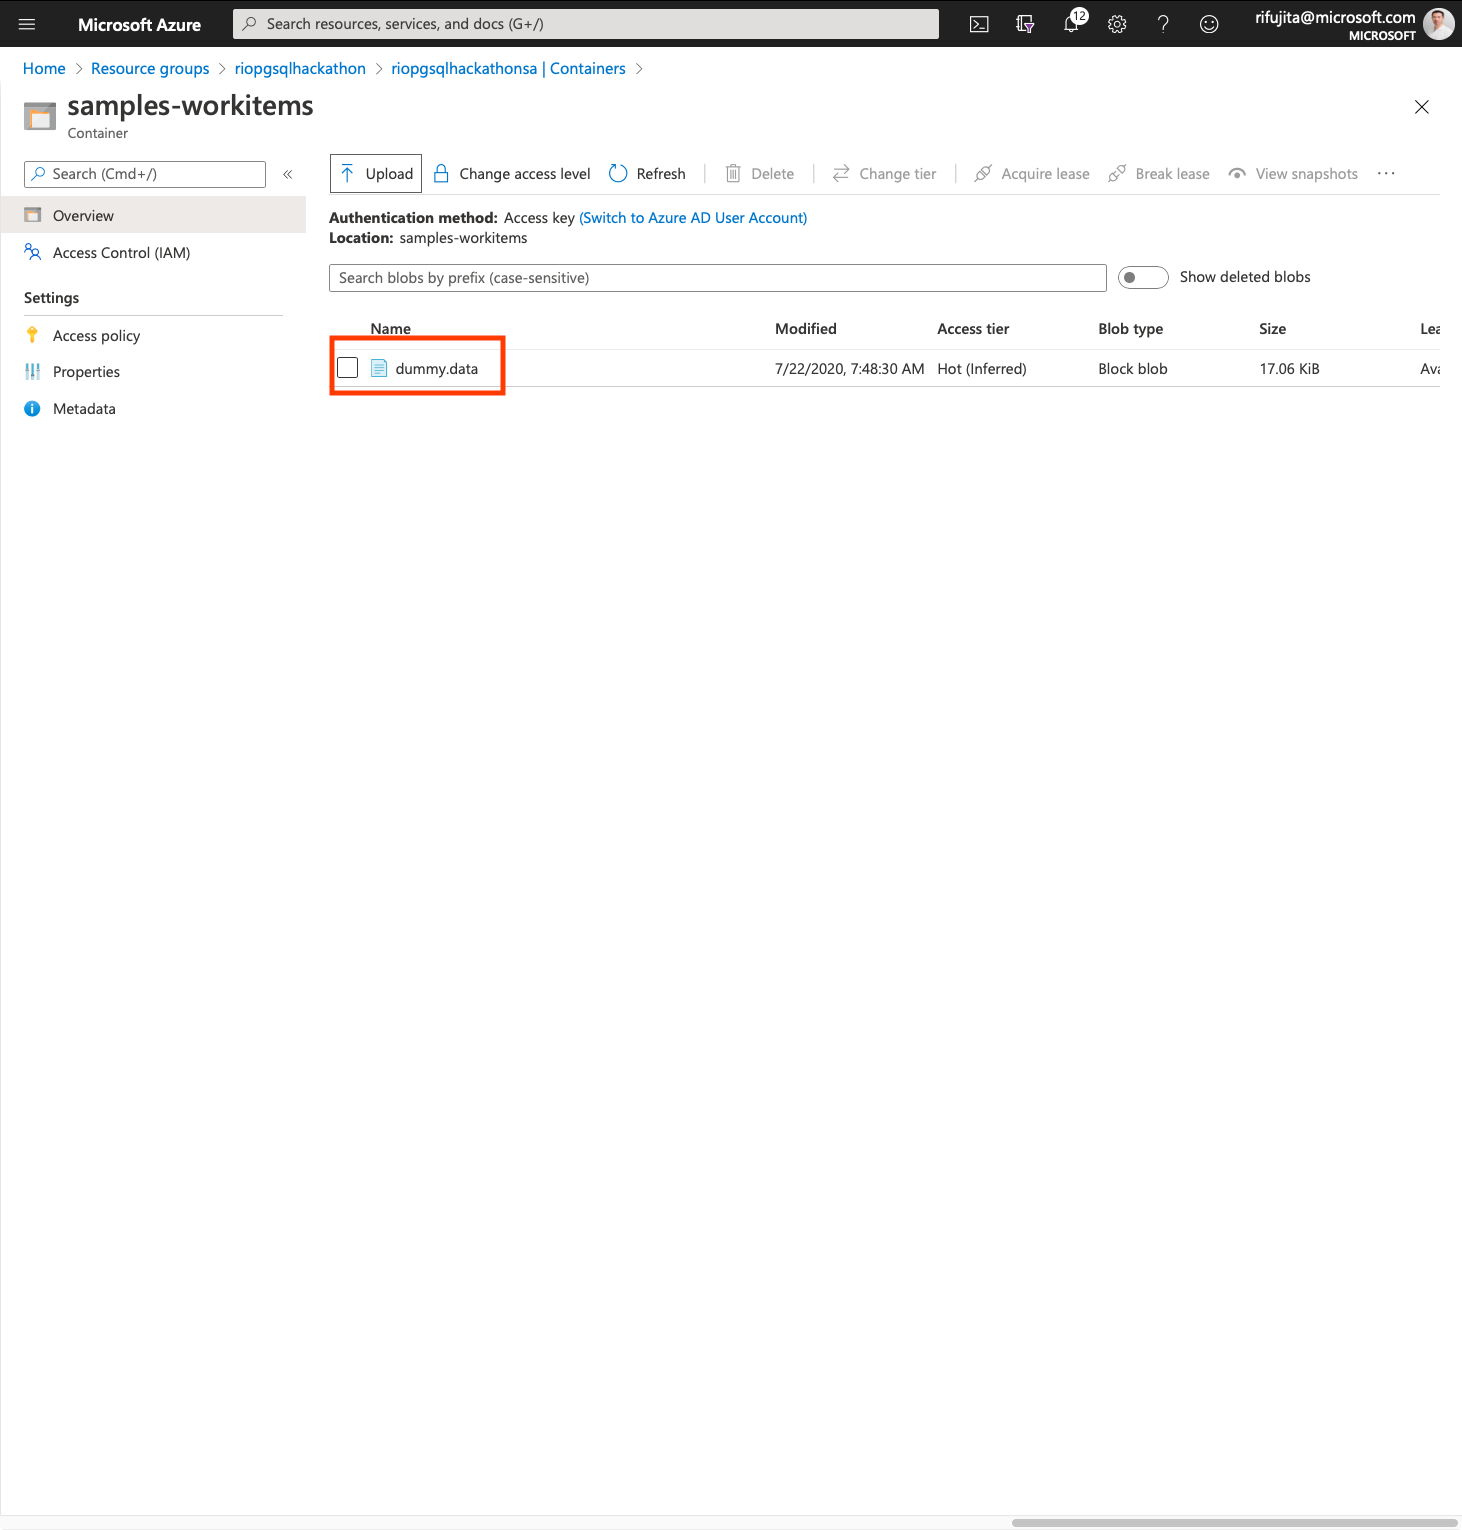 Microsoft Azure
Search resources, services, and docs (G+/)
12
rifujita@microsoft.com
MICROSOFT
Home > Resource groups > riopgsqlhackathon > riopgsqlhackathonsa | Containers >
samples-workitems
Container
Search (Cmd+/)
«
Upload
Change access level
Refresh
Delete
Change tier
Acquire lease
Break lease
View snapshots
...
Overview
Access Control (IAM)
Settings
Access policy
Properties
Metadata
Authentication method: Access key (Switch to Azure AD User Account)
Location: samples-workitems
Search blobs by prefix (case-sensitive)
Show deleted blobs
Name Modified Access tier Blob type Size Lea
dummy.data 7/22/2020, 7:48:30 AM Hot (Inferred) Block blob 17.06 KiB Ava